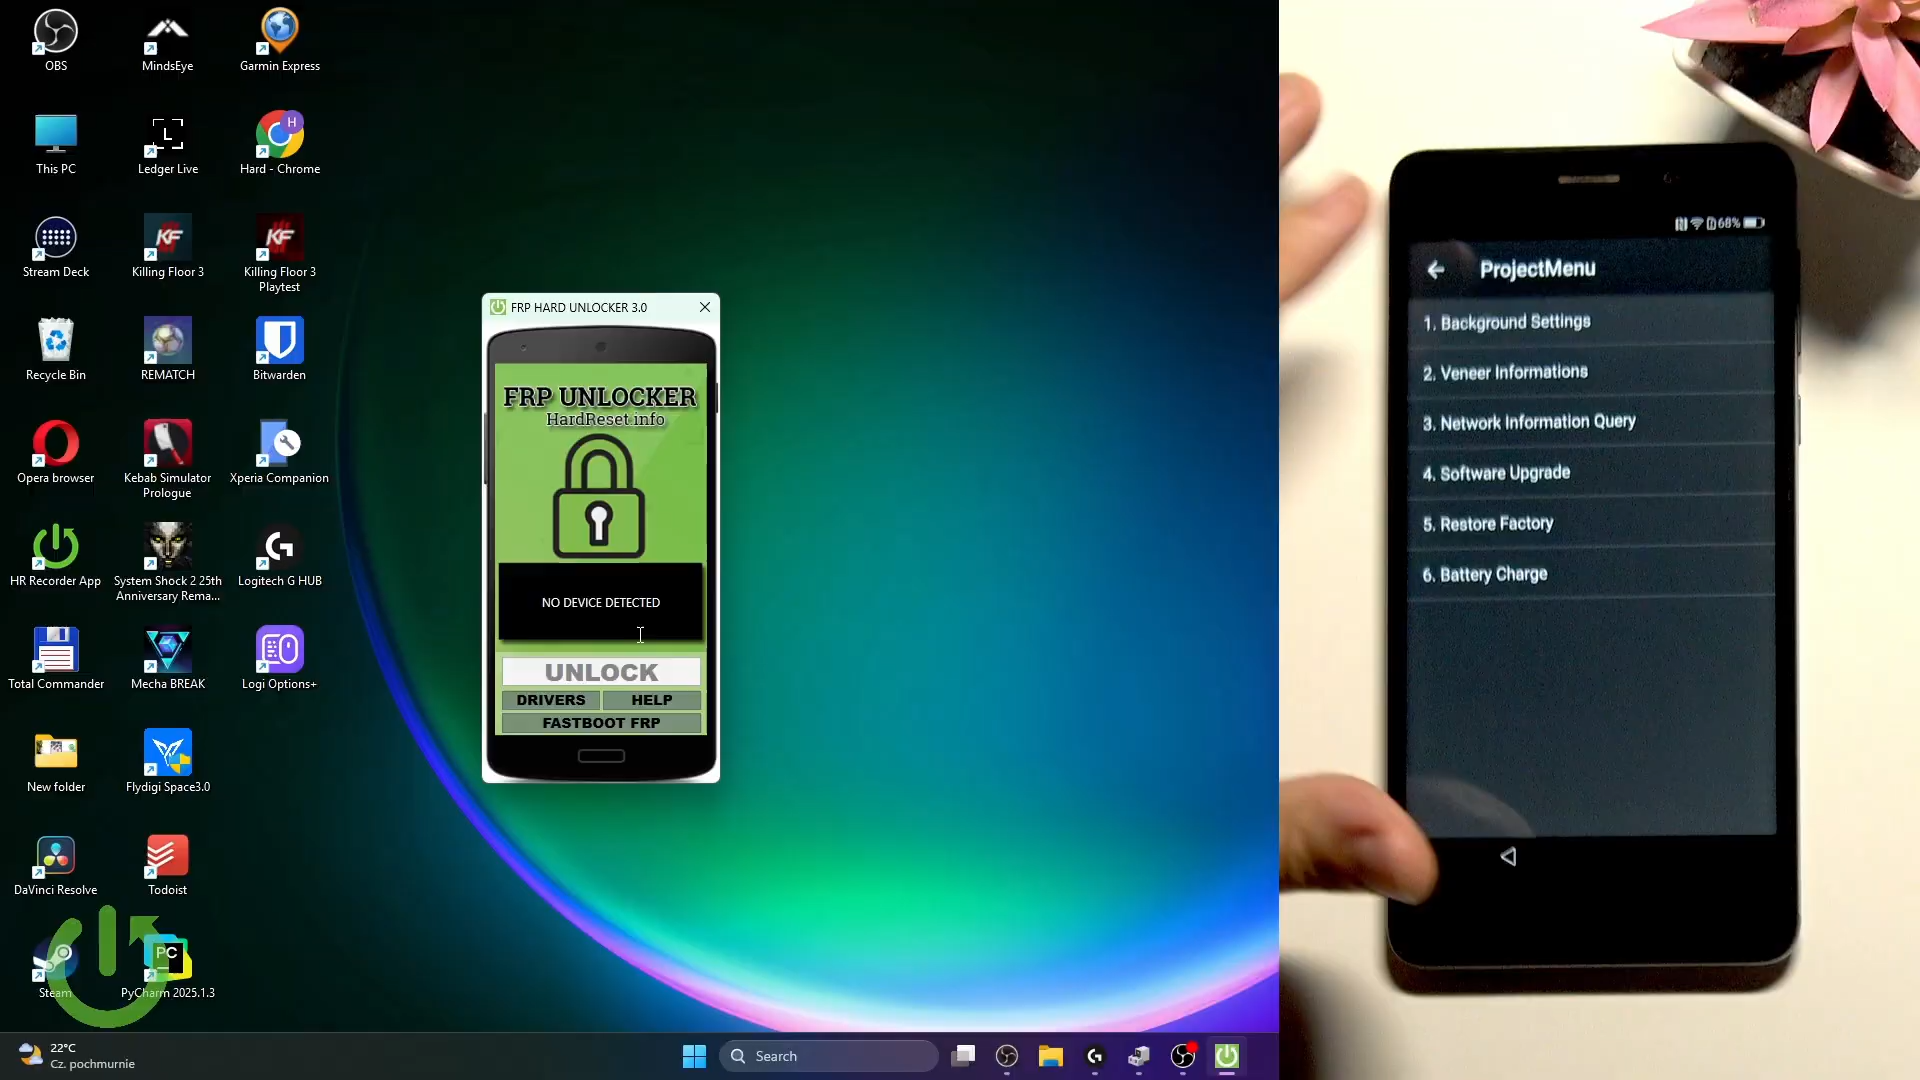 OBS
MindsEye
Garmin Express
This PC
Ledger Live
H
Hard - Chrome
Stream Deck
KF
Killing Floor 3
KF
Killing Floor 3
Playtest
Recycle Bin
REMATCH
Bitwarden
Opera browser
Kebab Simulator
Prologue
Xperia Companion
HR Recorder App
System Shock 2 25th
Anniversary Rema...
Logitech G HUB
Total Commander
Mecha BREAK
Logi Options+
New folder
Flydigi Space3.0
DaVinci Resolve
Todoist
Steam
PC
PyCharm 2025.1.3
FRP HARD UNLOCKER 3.0
FRP UNLOCKER
HardReset.info
NO DEVICE DETECTED
UNLOCK
DRIVERS
HELP
FASTBOOT FRP
22°C
Cz. pochmurnie
Search
68%
ProjectMenu
1. Background Settings
2. Veneer Informations
3. Network Information Query
4. Software Upgrade
5. Restore Factory
6. Battery Charge